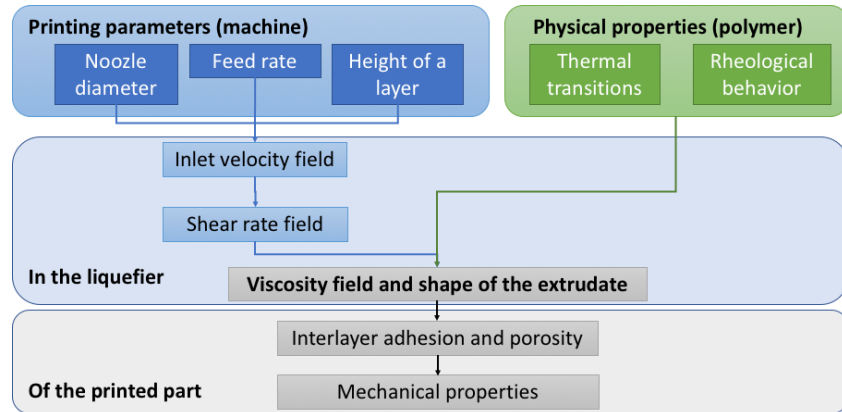 Printing parameters (machine)
Noozle
diameter
Feed rate
Height of a
layer
Physical properties (polymer)
Thermal
transitions
Rheological
behavior
Inlet velocity field
Shear rate field
In the liquefier
Viscosity field and shape of the extrudate
Interlayer adhesion and porosity
Of the printed part
Mechanical properties